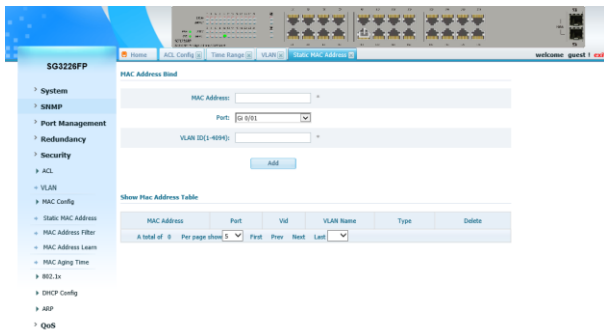 Home ACL Config Time Range VLAN Static MAC Address welcome guest ! exit
SG3226FP
MAC Address Bind
System
MAC Address: *
SNMP
Port: Gi 0/01
Port Management
Redundancy
VLAN ID(1-4094): *
Security
Add
ACL
VLAN
Show Mac Address Table
MAC Config
Static MAC Address
MAC Address Port Vid VLAN Name Type Delete
MAC Address Filter
A total of 0 Per page show 5 First Prev Next Last
MAC Address Learn
MAC Aging Time
802.1x
DHCP Config
ARP
QoS